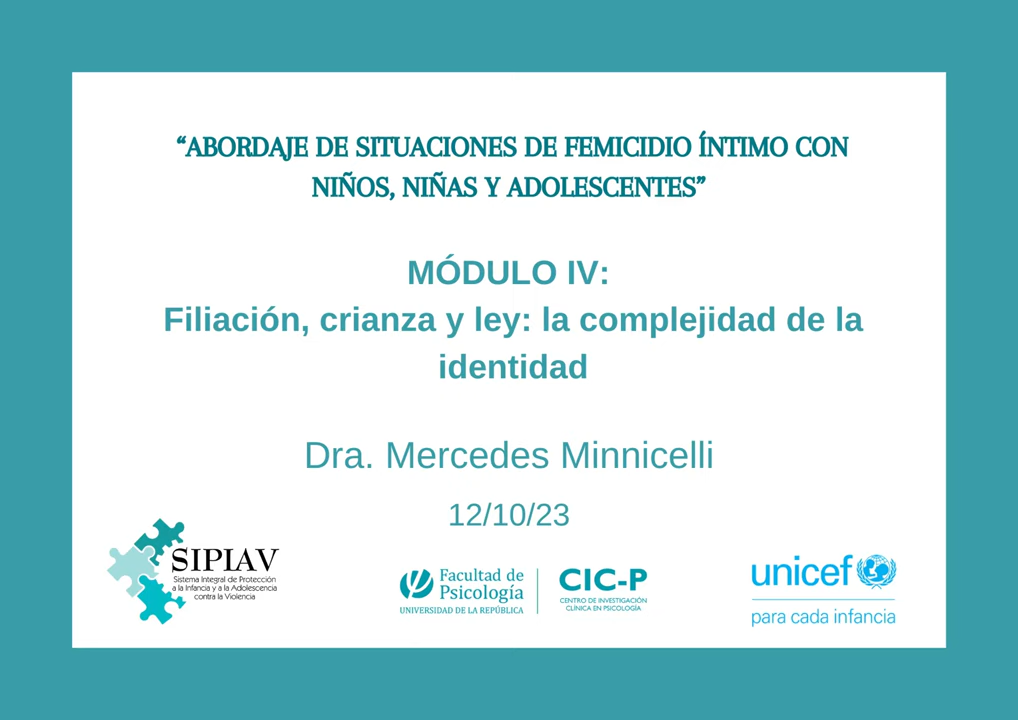 “ABORDAJE DE SITUACIONES DE FEMICIDIO ÍNTIMO CON
NIÑOS, NIÑAS Y ADOLESCENTES”
MÓDULO IV:
Filiación, crianza y ley: la complejidad de la
identidad
Dra. Mercedes Minnicelli
12/10/23
SIPIAV
Sistema Integral de Protección
a la Infancia y a la Adolescencia
contra la Violencia
Facultad de
Psicología
UNIVERSIDAD DE LA REPÚBLICA
CIC-P
CENTRO DE INVESTIGACIÓN
CLÍNICA EN PSICOLOGÍA
unicef
para cada infancia